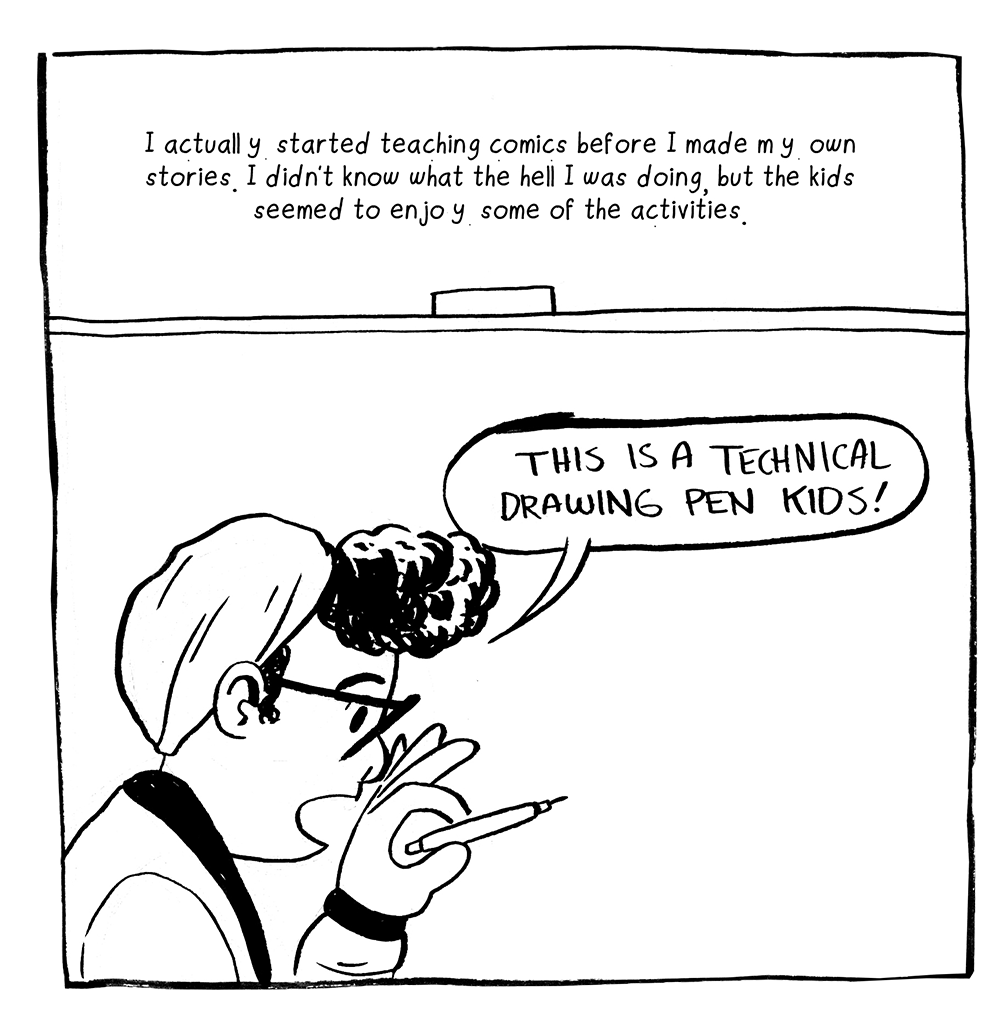 I actually started teaching comics before I made my own
stories. I didn't know what the hell I was doing, but the kids
seemed to enjoy some of the activities.
THIS IS A TECHNICAL
DRAWING PEN KIDS!